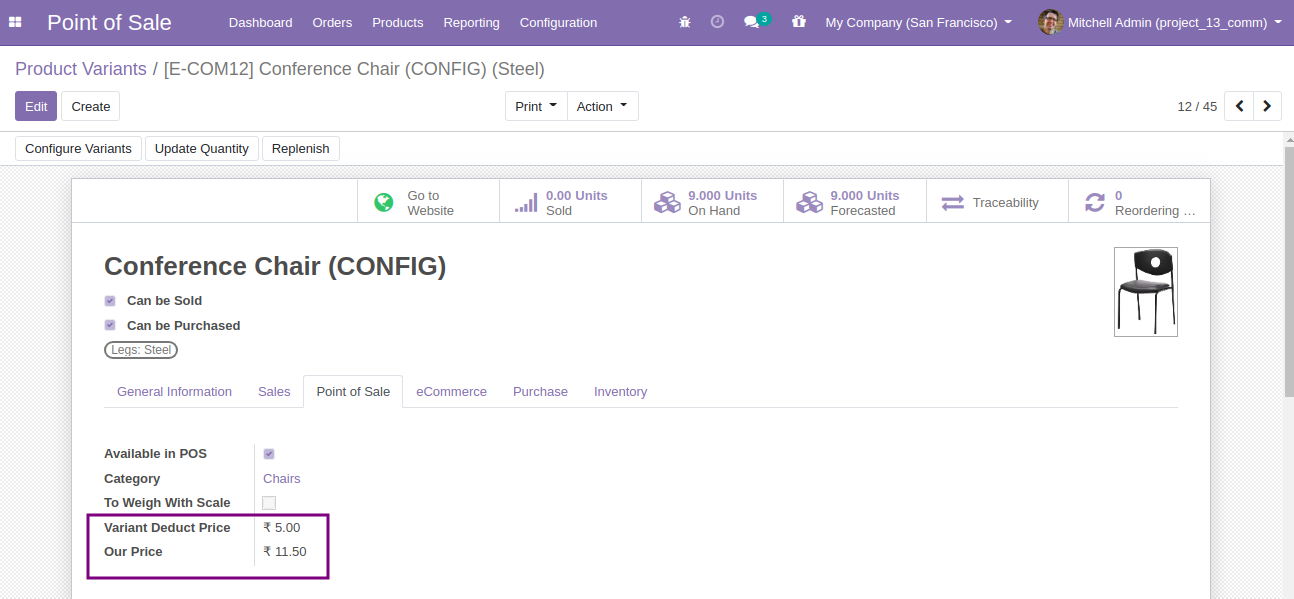 Point of Sale Dashboard Orders Products Reporting Configuration 3 My Company (San Francisco) Mitchell Admin (project_13_comm)
Product Variants / [E-COM12] Conference Chair (CONFIG) (Steel)
Edit Create Print Action 12 / 45
Configure Variants Update Quantity Replenish
Go to Website
0.00 Units Sold
9.000 Units On Hand
9.000 Units Forecasted
Traceability
0 Reordering ...
Conference Chair (CONFIG)
Can be Sold
Can be Purchased
Legs: Steel
General Information Sales Point of Sale eCommerce Purchase Inventory
Available in POS
Category Chairs
To Weigh With Scale
Variant Deduct Price ₹ 5.00
Our Price ₹ 11.50